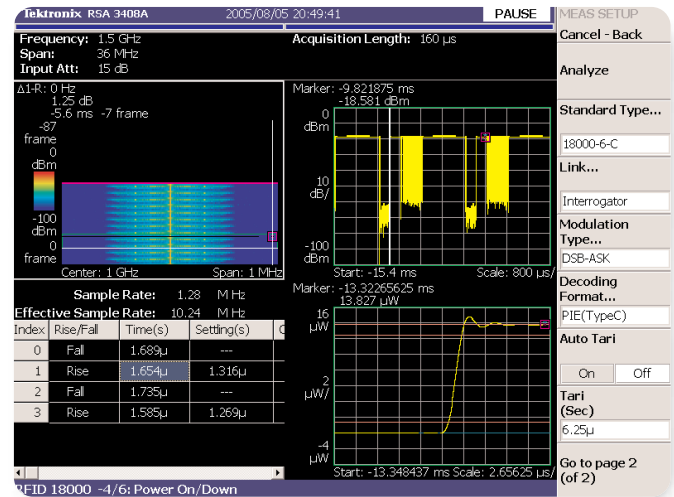 Tektronix RSA 3408A 2005/08/05 20:49:41 PAUSE
Frequency: 1.5 GHz
Span: 36 MHz
Input Att: 15 dB
Acquisition Length: 160 µs
Δ1-R: 0 Hz
1.25 dB
-5.6 ms -7 frame
-87
frame
0
dBm
-100
dBm
0
frame
Center: 1 GHz Span: 1 MHz
Marker: -9.821875 ms
-18.581 dBm
0
dBm
10
dB/
-100
dBm
Start: -15.4 ms Scale: 800 µs/
Sample Rate: 1.28 MHz
Effective Sample Rate: 10.24 MHz
Index Rise/Fall Time(s) Setting(s)
0 Fall 1.689µ ---
1 Rise 1.654µ 1.316µ
2 Fall 1.735µ ---
3 Rise 1.585µ 1.269µ
Marker: -13.32265625 ms
13.827 µW
16
µW
2
µW/
-4
µW
Start: -13.348437 ms Scale: 2.65625 µs/
RFID 18000 -4/6: Power On/Down
MEAS SETUP
Cancel - Back
Analyze
Standard Type...
18000-6-C
Link...
Interrogator
Modulation
Type...
DSB-ASK
Decoding
Format...
PIE(TypeC)
Auto Tari
On Off
Tari
(Sec)
6.25µ
Go to page 2
(of 2)